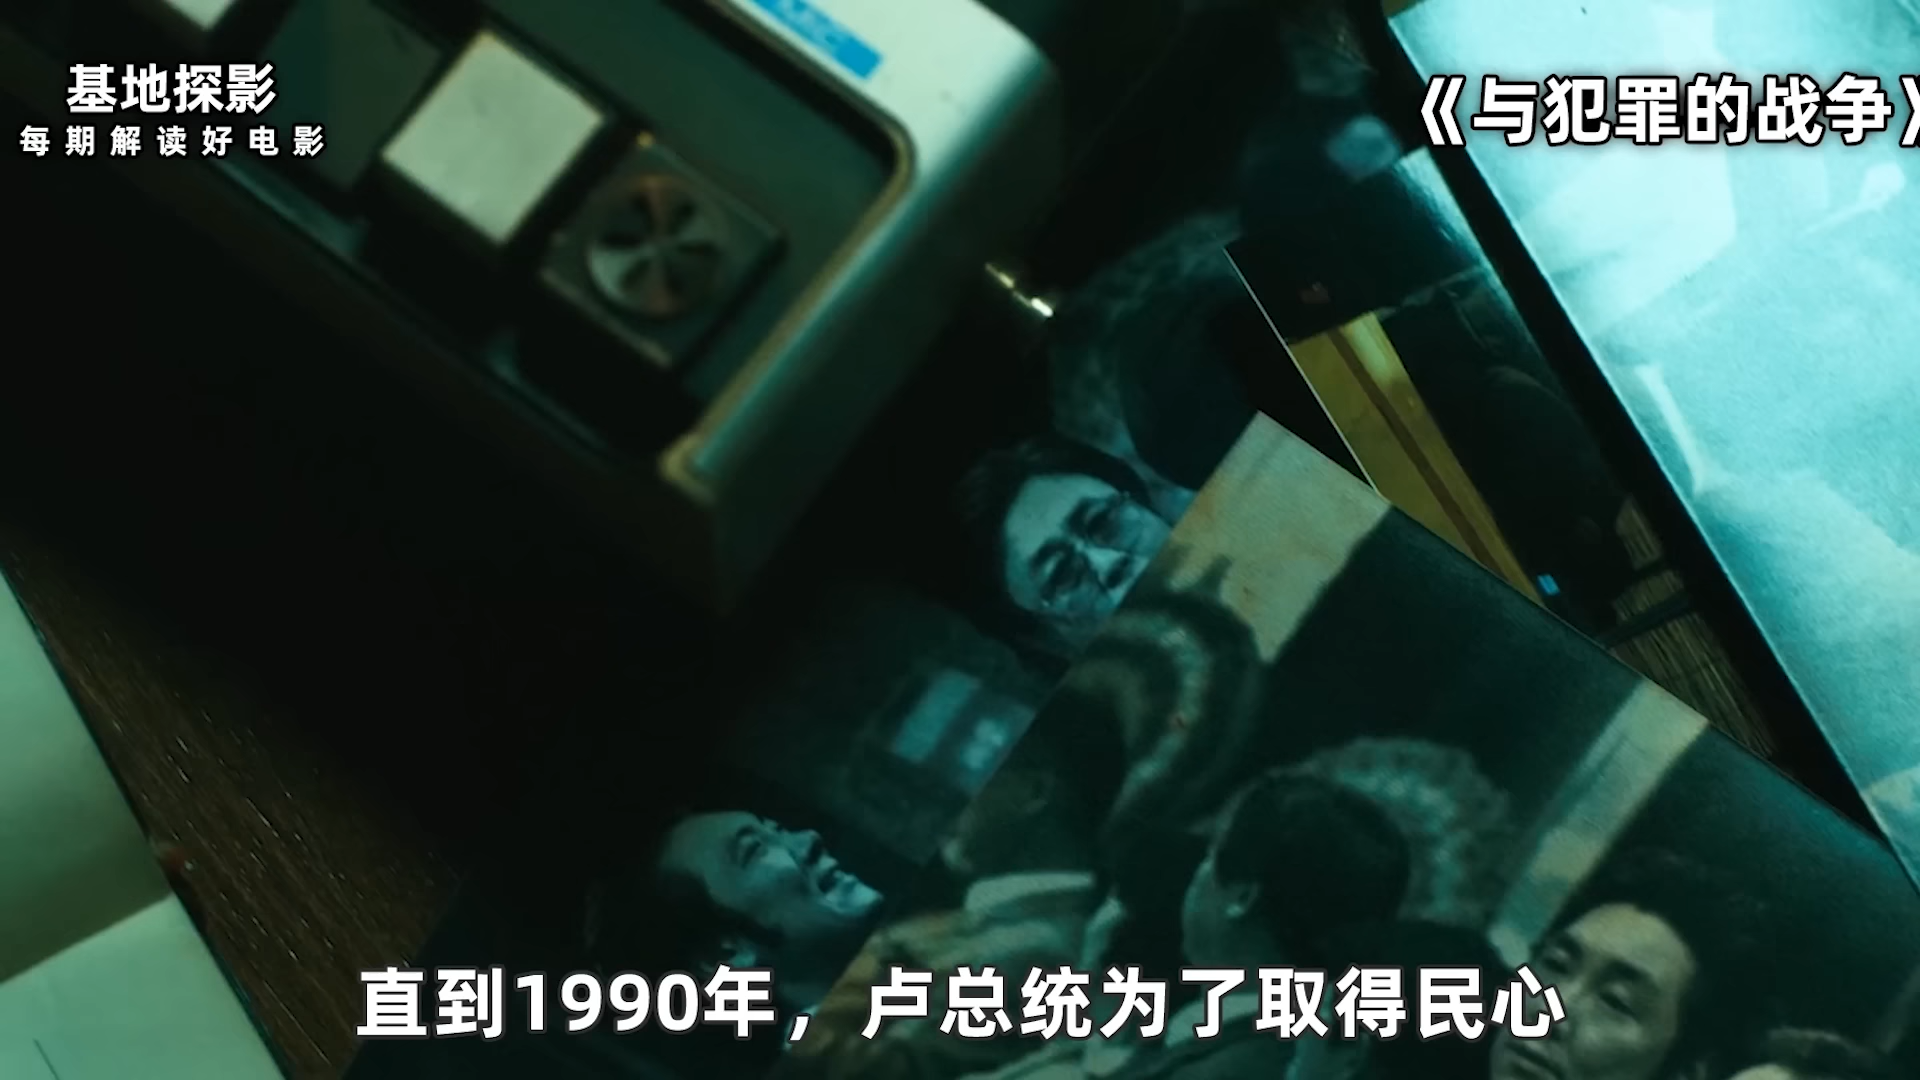 基地探影
每期解读好电影
《与犯罪的战争》
直到1990年，卢总统为了取得民心